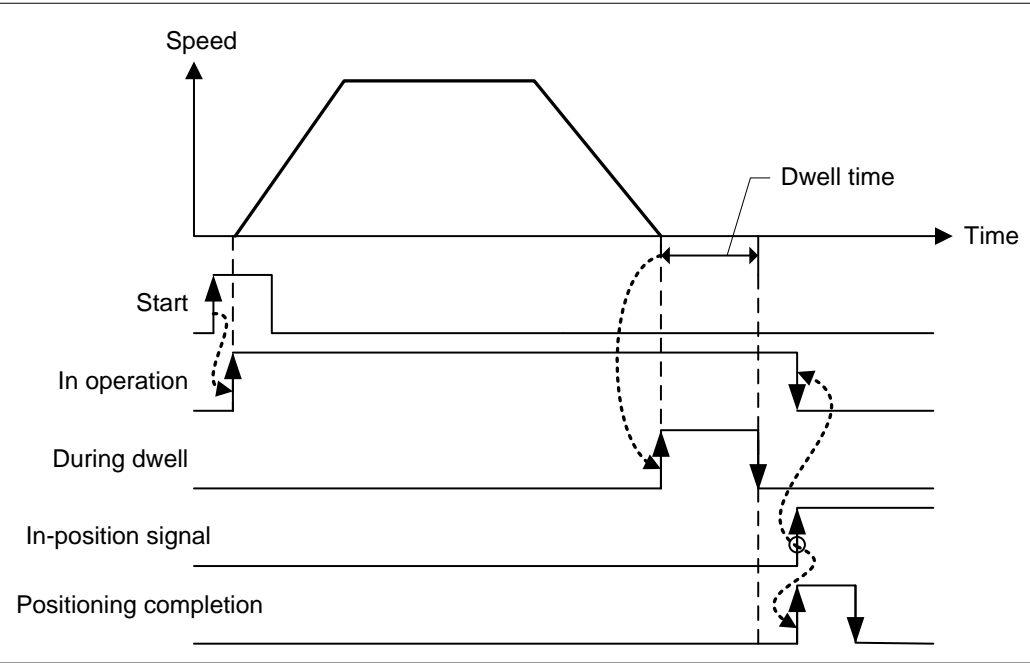 Speed
Dwell time
Time
Start
In operation
During dwell
In-position signal
Positioning completion